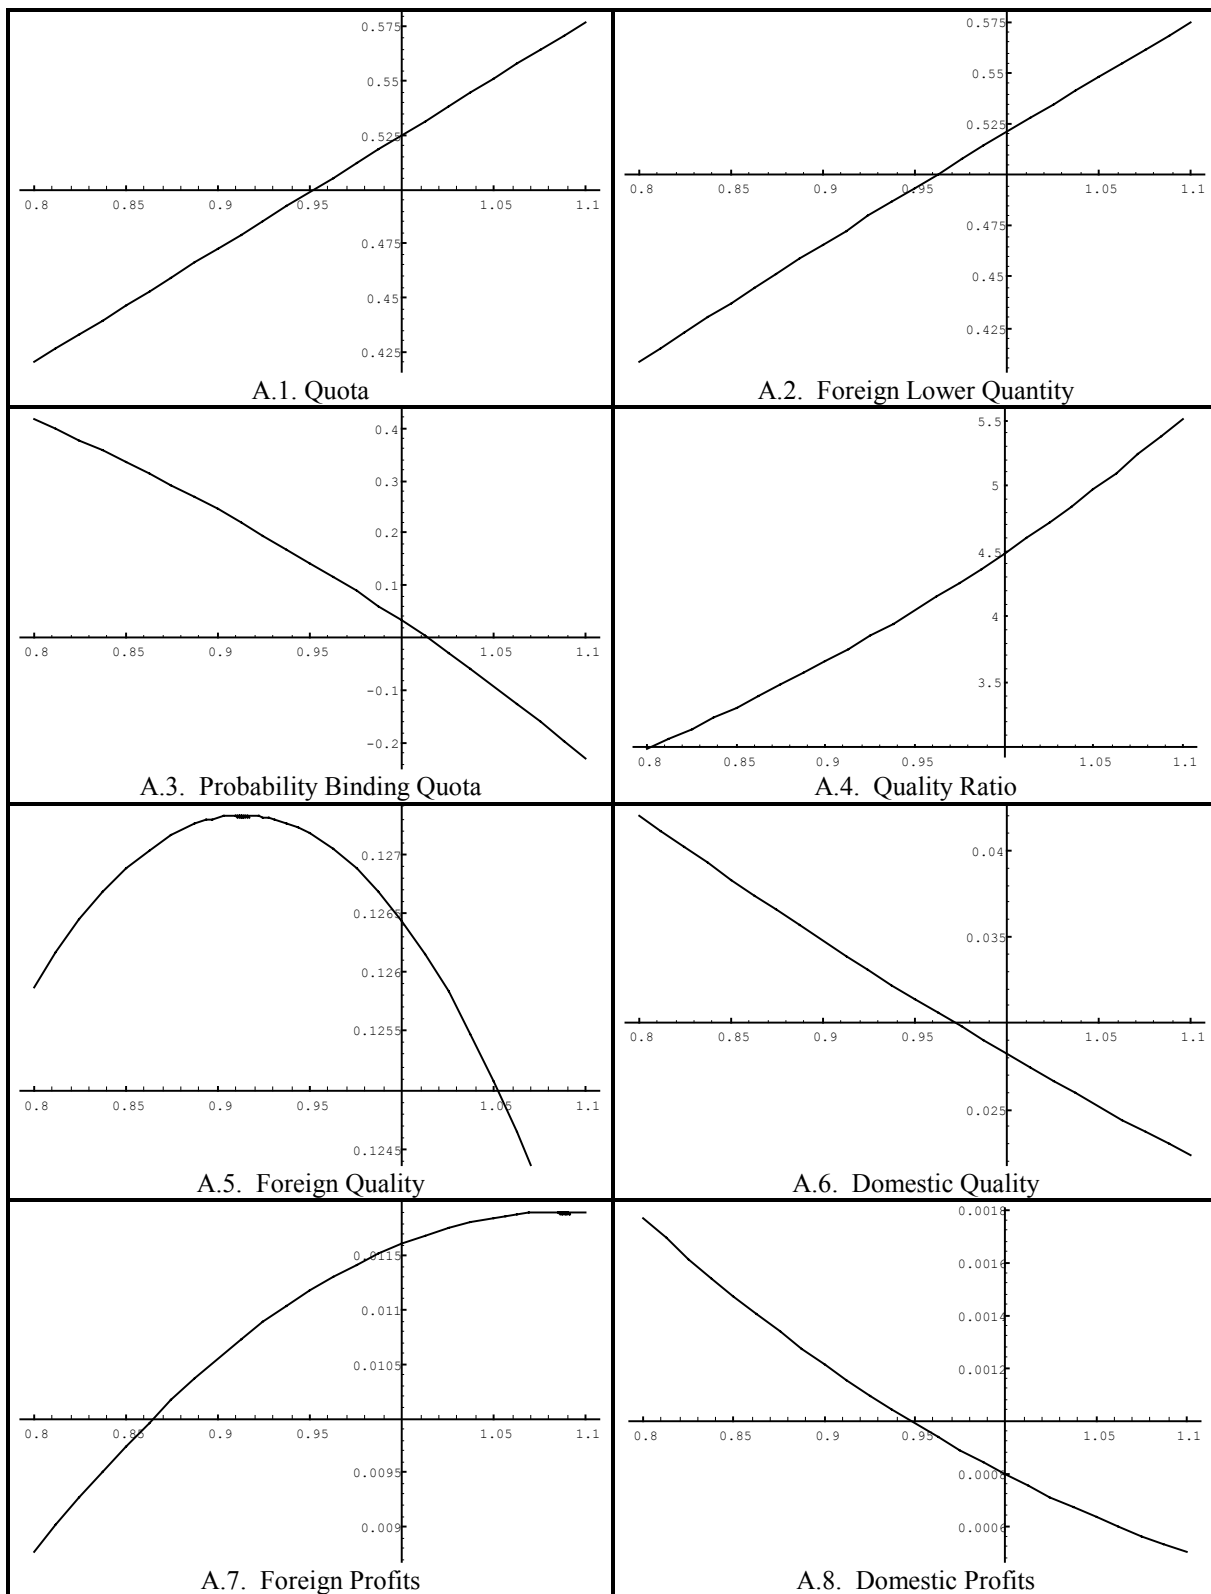 0.575
0.55
0.525
0.8 0.85 0.9 0.95 1.05 1.1
0.475
0.45
0.425
A.1. Quota
0.575
0.55
0.525
0.8 0.85 0.9 0.95 1.05 1.1
0.475
0.45
0.425
A.2. Foreign Lower Quantity
0.4
0.3
0.2
0.1
0.8 0.85 0.9 0.95 1.05 1.1
-0.1
-0.2
A.3. Probability Binding Quota
5.5
5
4.5
4
3.5
0.8 0.85 0.9 0.95 1.05 1.1
A.4. Quality Ratio
0.127
0.1265
0.126
0.1255
0.8 0.85 0.9 0.95 1.05 1.1
0.1245
A.5. Foreign Quality
0.04
0.035
0.8 0.85 0.9 0.95 1.05 1.1
0.025
A.6. Domestic Quality
0.0115
0.011
0.0105
0.8 0.85 0.9 0.95 1.05 1.1
0.0095
0.009
A.7. Foreign Profits
0.0018
0.0016
0.0014
0.0012
0.8 0.85 0.9 0.95 1.05 1.1
0.0008
0.0006
A.8. Domestic Profits